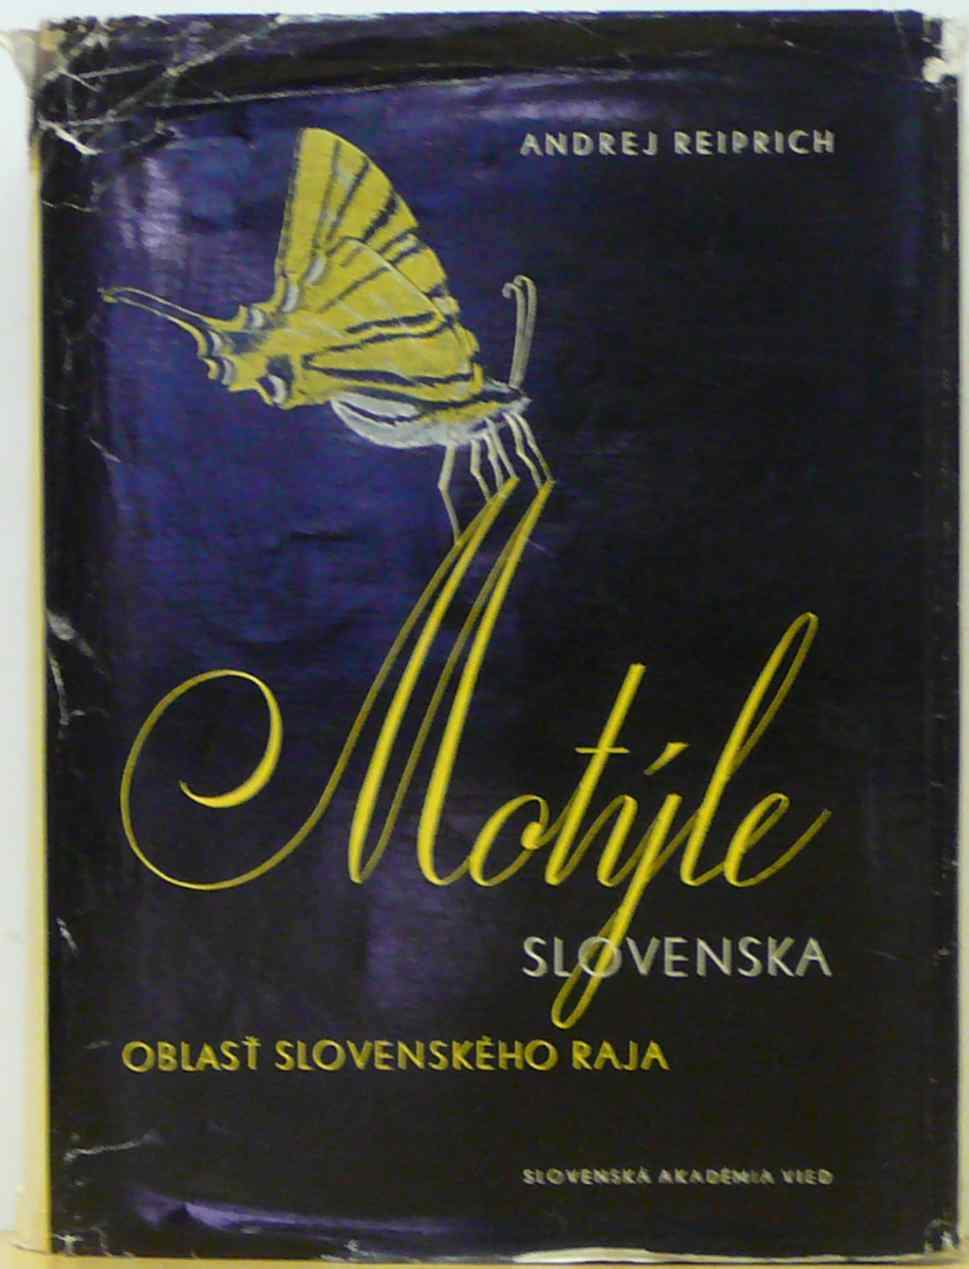 ANDREJ REIPRICH
Motýle
SLOVENSKA
OBLASŤ SLOVENSKÉHO RAJA
SLOVENSKÁ AKADÉMIA VIED